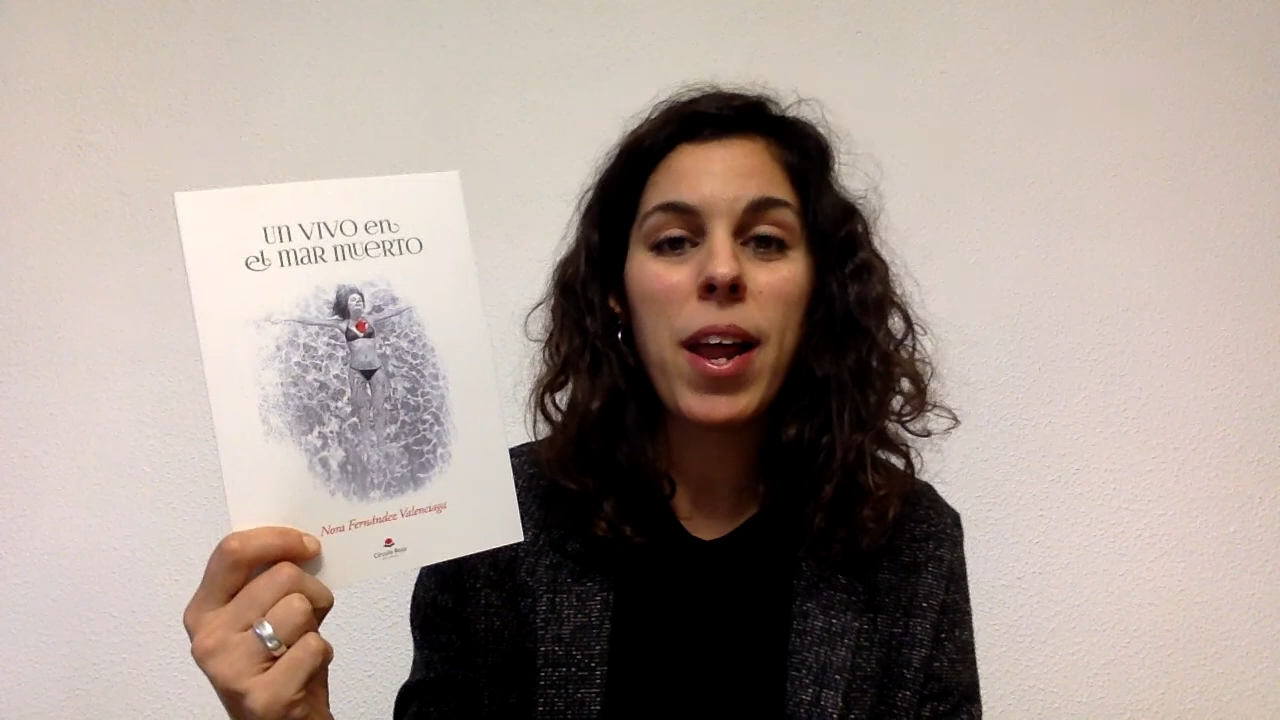 UN VIVO en
el MAR MUERTO
Nora Fernández Valenciaga
Círculo Rojo